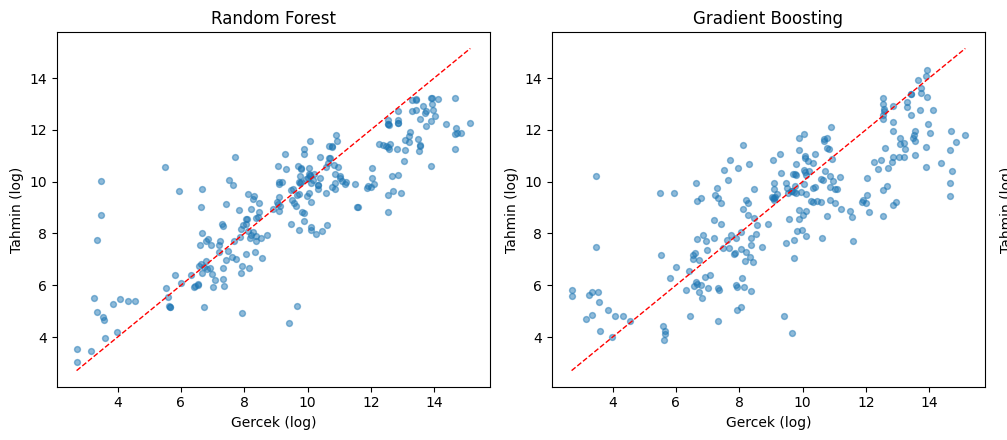 Random Forest
Tahmin (log)
14
12
10
8
6
4
4 6 8 10 12 14
Gercek (log)
Gradient Boosting
Tahmin (log)
14
12
10
8
6
4
4 6 8 10 12 14
Gercek (log)
Tahmin (log)